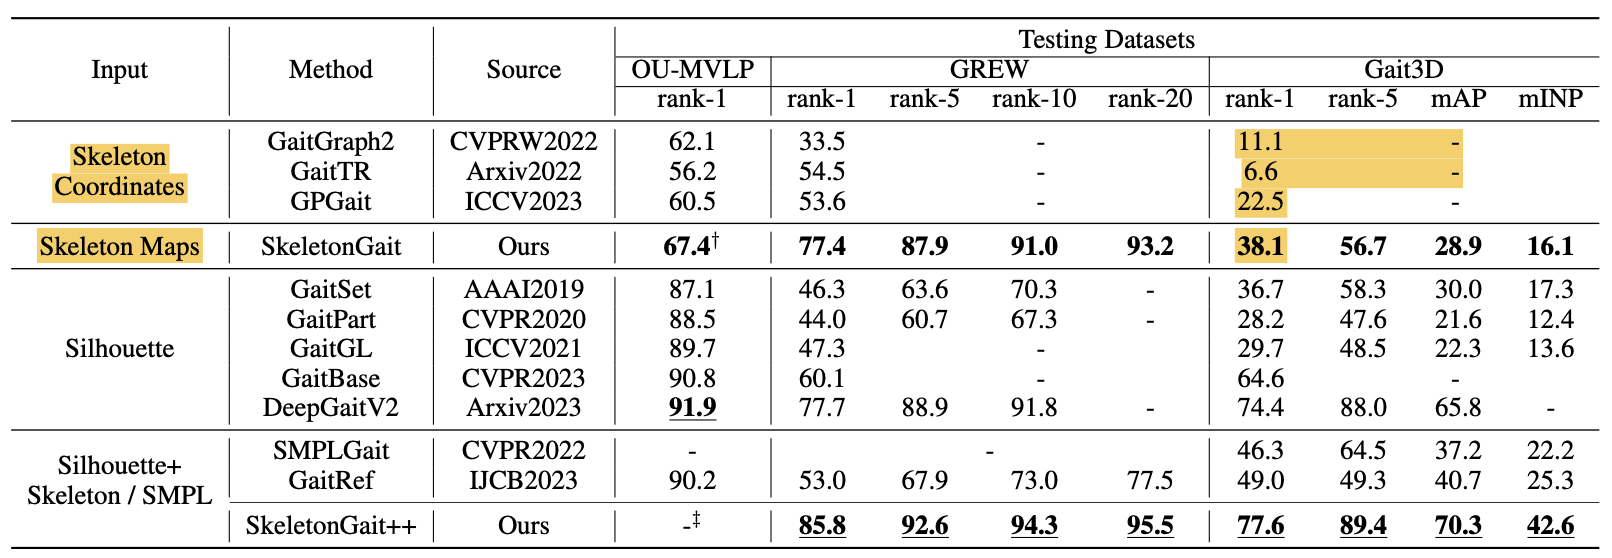 Testing Datasets
Input Method Source OU-MVLP GREW Gait3D
rank-1 rank-1 rank-5 rank-10 rank-20 rank-1 rank-5 mAP mINP
Skeleton Coordinates
GaitGraph2 CVPRW2022 62.1 33.5 - 11.1 -
GaitTR Arxiv2022 56.2 54.5 - 6.6 -
GPGait ICCV2023 60.5 53.6 - 22.5 -
Skeleton Maps SkeletonGait Ours 67.4† 77.4 87.9 91.0 93.2 38.1 56.7 28.9 16.1
Silhouette
GaitSet AAAI2019 87.1 46.3 63.6 70.3 - 36.7 58.3 30.0 17.3
GaitPart CVPR2020 88.5 44.0 60.7 67.3 - 28.2 47.6 21.6 12.4
GaitGL ICCV2021 89.7 47.3 - 29.7 48.5 22.3 13.6
GaitBase CVPR2023 90.8 60.1 - 64.6 -
DeepGaitV2 Arxiv2023 91.9 77.7 88.9 91.8 - 74.4 88.0 65.8 -
Silhouette+
Skeleton / SMPL
SMPLGait CVPR2022 - - 46.3 64.5 37.2 22.2
GaitRef IJCB2023 90.2 53.0 67.9 73.0 77.5 49.0 49.3 40.7 25.3
SkeletonGait++ Ours -‡ 85.8 92.6 94.3 95.5 77.6 89.4 70.3 42.6